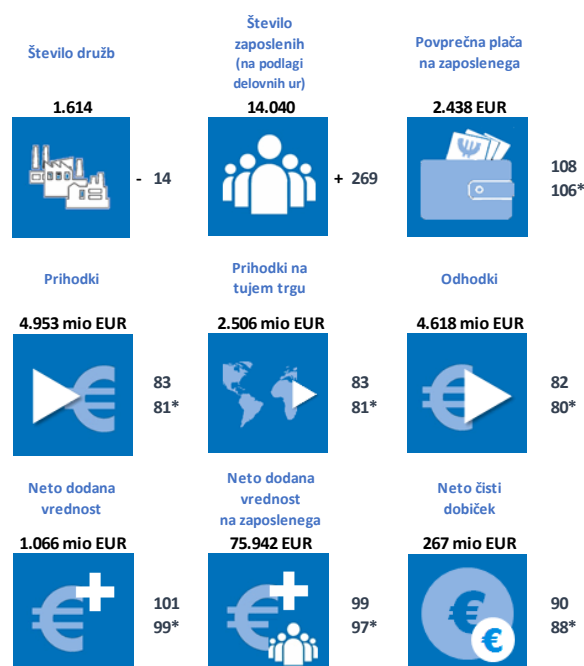 Število družb
1.614
- 14
Število
zaposlenih
(na podlagi
delovnih ur)
14.040
+ 269
Povprečna plača
na zaposlenega
2.438 EUR
108
106*
Prihodki
4.953 mio EUR
83
81*
Prihodki na
tujem trgu
2.506 mio EUR
83
81*
Odhodki
4.618 mio EUR
82
80*
Neto dodana
vrednost
1.066 mio EUR
101
99*
Neto dodana
vrednost
na zaposlenega
75.942 EUR
99
97*
Neto čisti
dobiček
267 mio EUR
90
88*